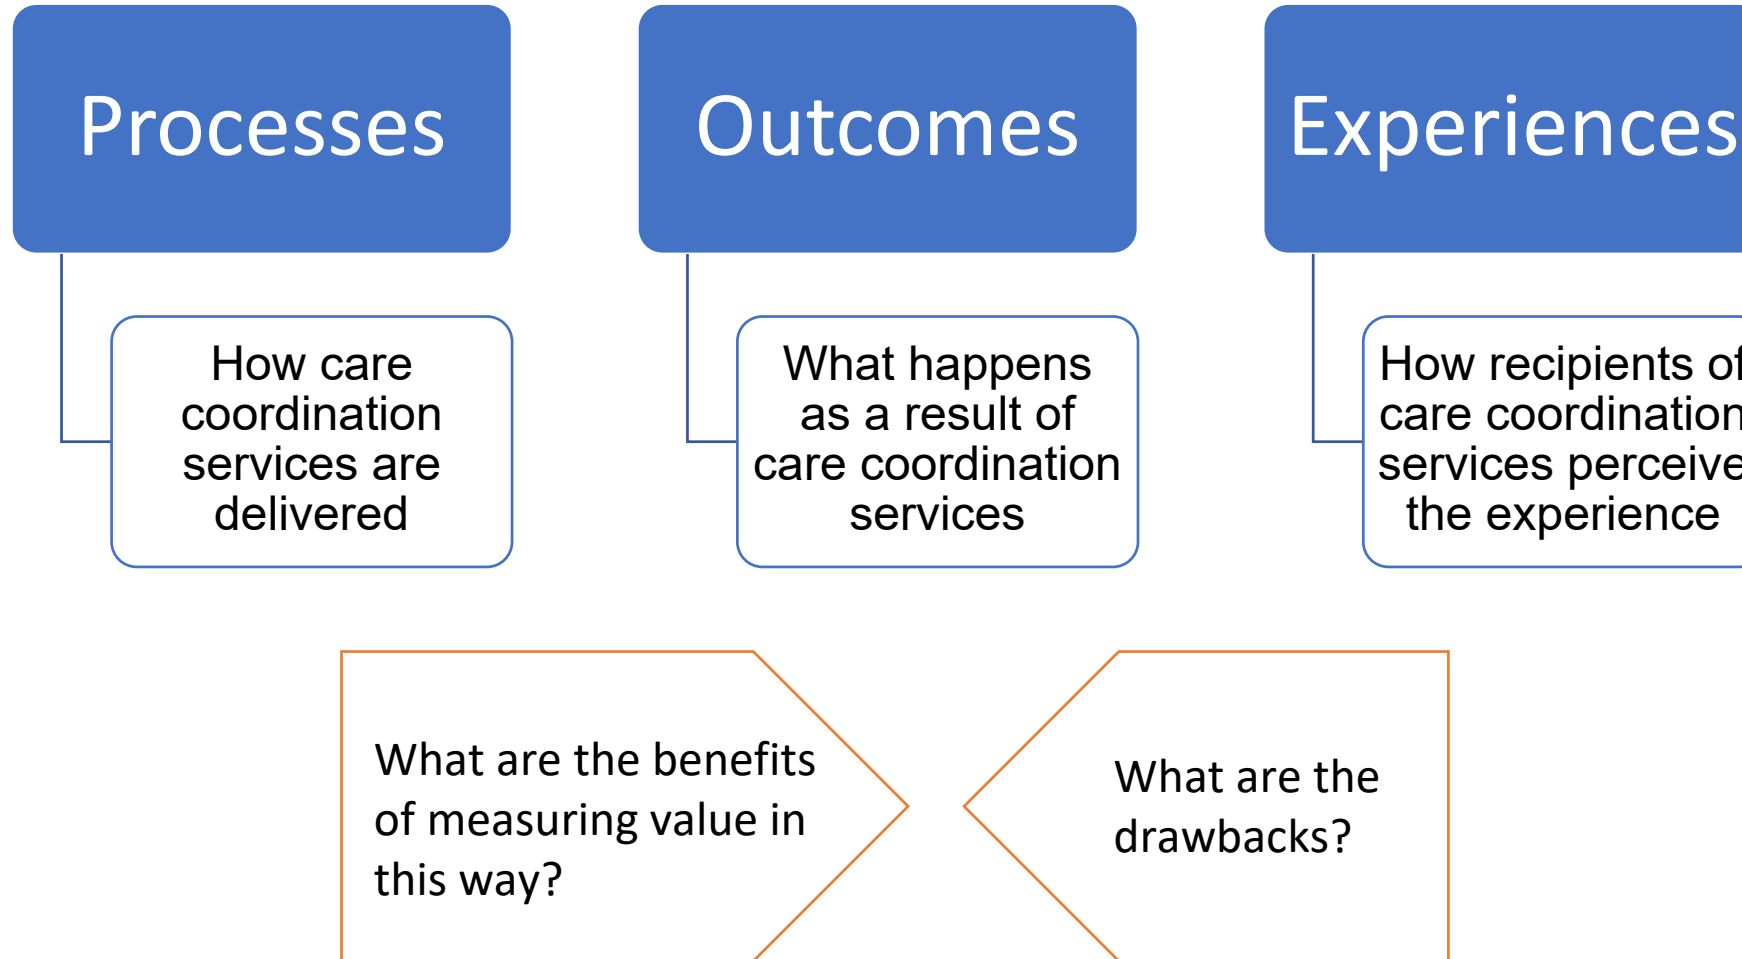 Processes
How care
coordination
services are
delivered
Outcomes
What happens
as a result of
care coordination
services
Experiences
How recipients of
care coordination
services perceive
the experience
What are the benefits
of measuring value in
this way?
What are the
drawbacks?